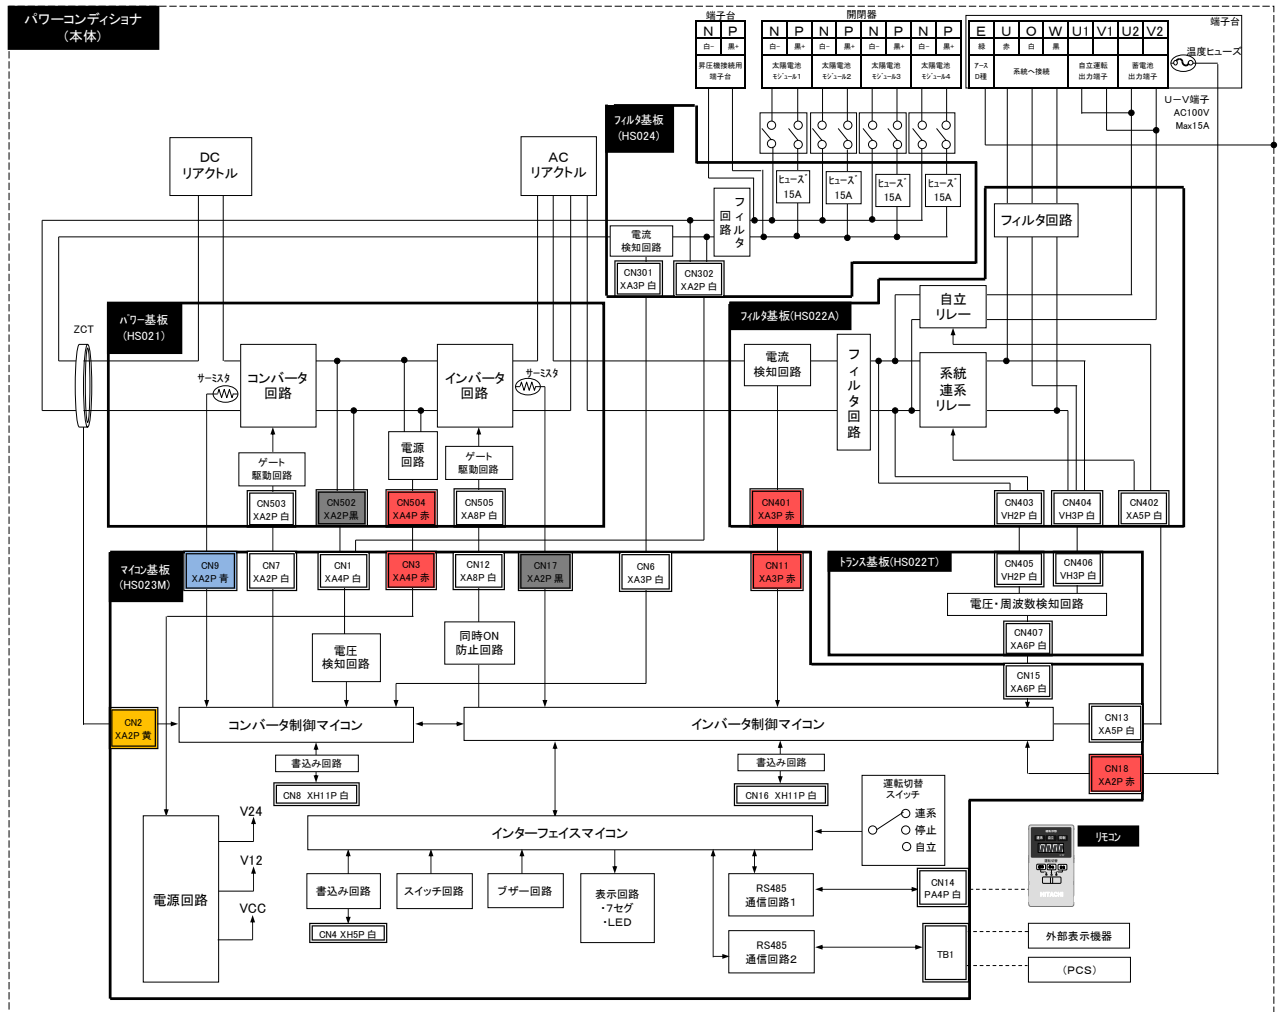 パワーコンディショナ
(本体)
端子台
開閉器
端子台
N P
N P N P N P N P
E U O W U1 V1 U2 V2
白- 黒+
白- 黒+ 白- 黒+ 白- 黒+ 白- 黒+
緑 赤 白 黒
昇圧機接続用
端子台
太陽電池
モジュール1
太陽電池
モジュール2
太陽電池
モジュール3
太陽電池
モジュール4
アース
D種
系統へ接続
自立運転
出力端子
蓄電池
出力端子
温度ヒューズ
U-V端子
AC100V
Max15A
フィルタ基板
(HS024)
DC
リアクトル
AC
リアクトル
ヒューズ
15A
ヒューズ
15A
ヒューズ
15A
ヒューズ
15A
フィルタ
回路
フィルタ回路
電流
検知回路
CN301
XA3P 白
CN302
XA2P 白
パワー基板
(HS021)
フィルタ基板(HS022A)
自立
リレー
ZCT
サーミスタ
コンバータ
回路
インバータ
回路
サーミスタ
電流
検知回路
フィルタ回路
系統
連系
リレー
ゲート
駆動回路
電源
回路
ゲート
駆動回路
CN503
XA2P 白
CN502
XA2P黒
CN504
XA4P 赤
CN505
XA8P 白
CN401
XA3P 赤
CN403
VH2P 白
CN404
VH3P 白
CN402
XA5P 白
マイコン基板
(HS023M)
CN9
XA2P 青
CN7
XA2P 白
CN1
XA4P 白
CN3
XA4P 赤
CN12
XA8P 白
CN17
XA2P 黒
CN6
XA3P 白
CN11
XA3P 赤
トランス基板(HS022T)
CN405
VH2P 白
CN406
VH3P 白
電圧・周波数検知回路
CN407
XA6P 白
電圧
検知回路
同時ON
防止回路
CN15
XA6P 白
CN2
XA2P 黄
コンバータ制御マイコン
インバータ制御マイコン
CN13
XA5P 白
書込み回路
CN8 XH11P 白
書込み回路
CN16 XH11P 白
CN18
XA2P 赤
運転切替
スイッチ
連系
停止
自立
V24
V12
VCC
電源回路
インターフェイスマイコン
リモコン
書込み回路
スイッチ回路
ブザー回路
表示回路
・7セグ
・LED
RS485
通信回路1
CN14
PA4P 白
CN4 XH5P 白
RS485
通信回路2
TB1
外部表示機器
(PCS)
HITACHI